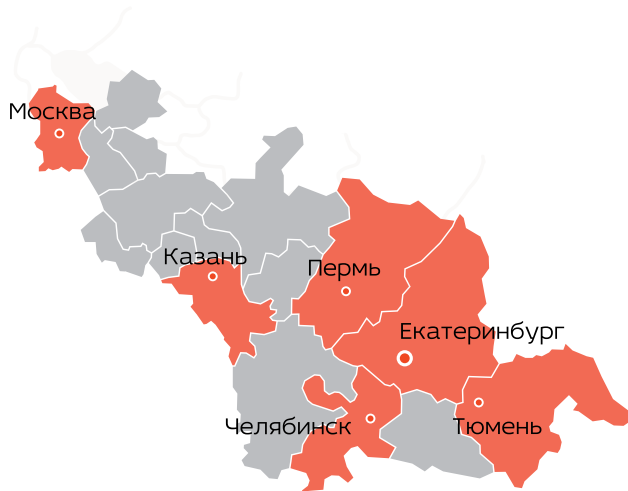 Москва
Казань
Пермь
Екатеринбург
Челябинск
Тюмень